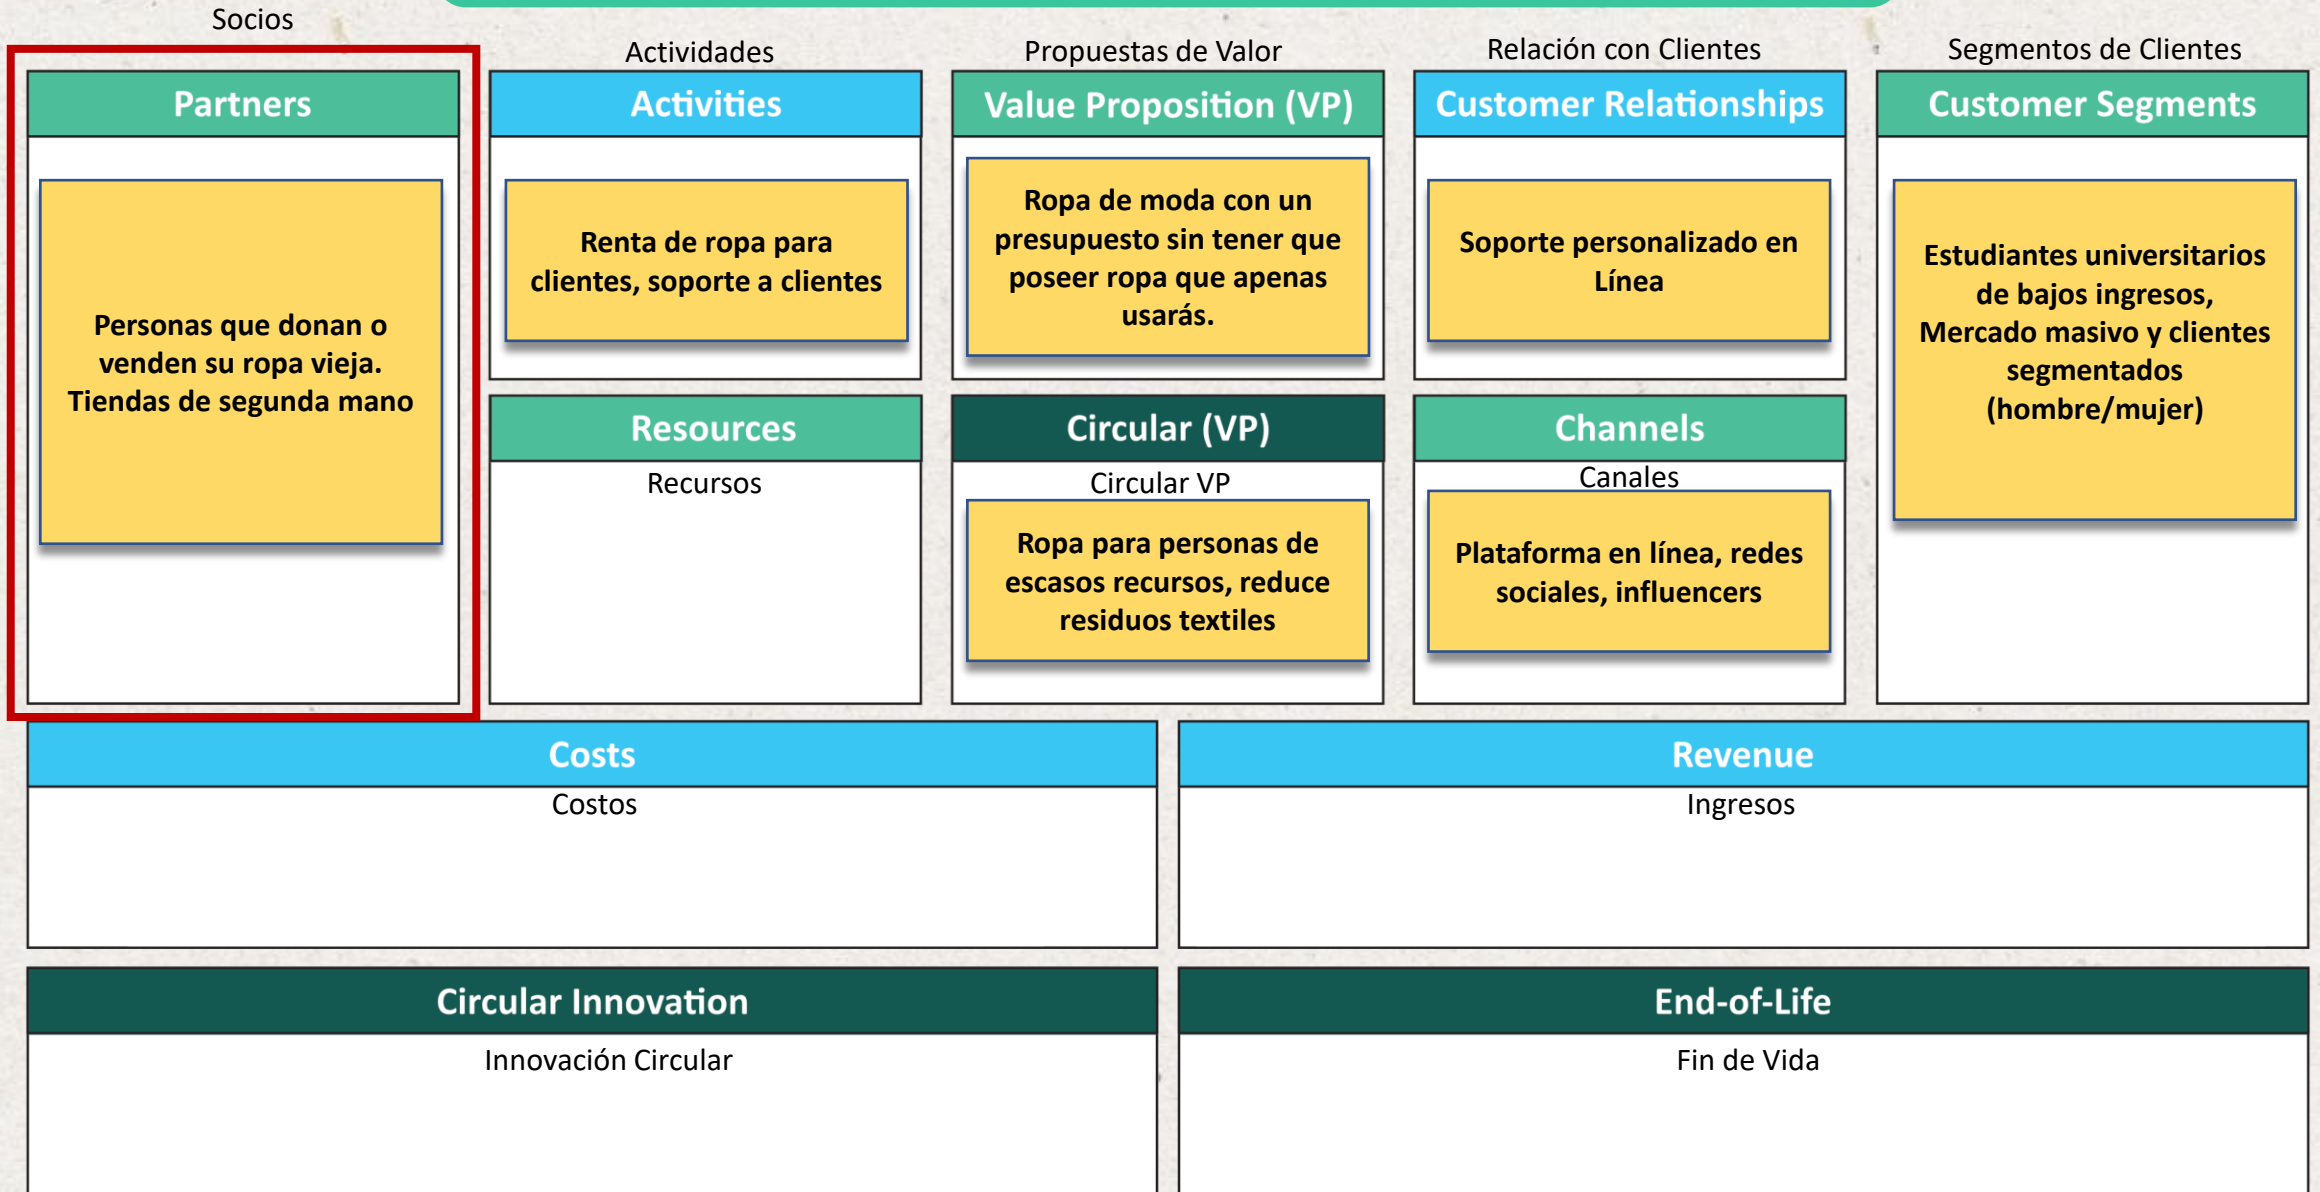 Socios
Actividades
Propuestas de Valor
Relación con Clientes
Segmentos de Clientes
Partners
Personas que donan o
venden su ropa vieja.
Tiendas de segunda mano
Activities
Renta de ropa para
clientes, soporte a clientes
Resources
Recursos
Value Proposition (VP)
Ropa de moda con un
presupuesto sin tener que
poseer ropa que apenas
usarás.
Circular (VP)
Circular VP
Ropa para personas de
escasos recursos, reduce
residuos textiles
Customer Relationships
Soporte personalizado en
Línea
Channels
Canales
Plataforma en línea, redes
sociales, influencers
Customer Segments
Estudiantes universitarios
de bajos ingresos,
Mercado masivo y clientes
segmentados
(hombre/mujer)
Costs
Costos
Revenue
Ingresos
Circular Innovation
Innovación Circular
End-of-Life
Fin de Vida